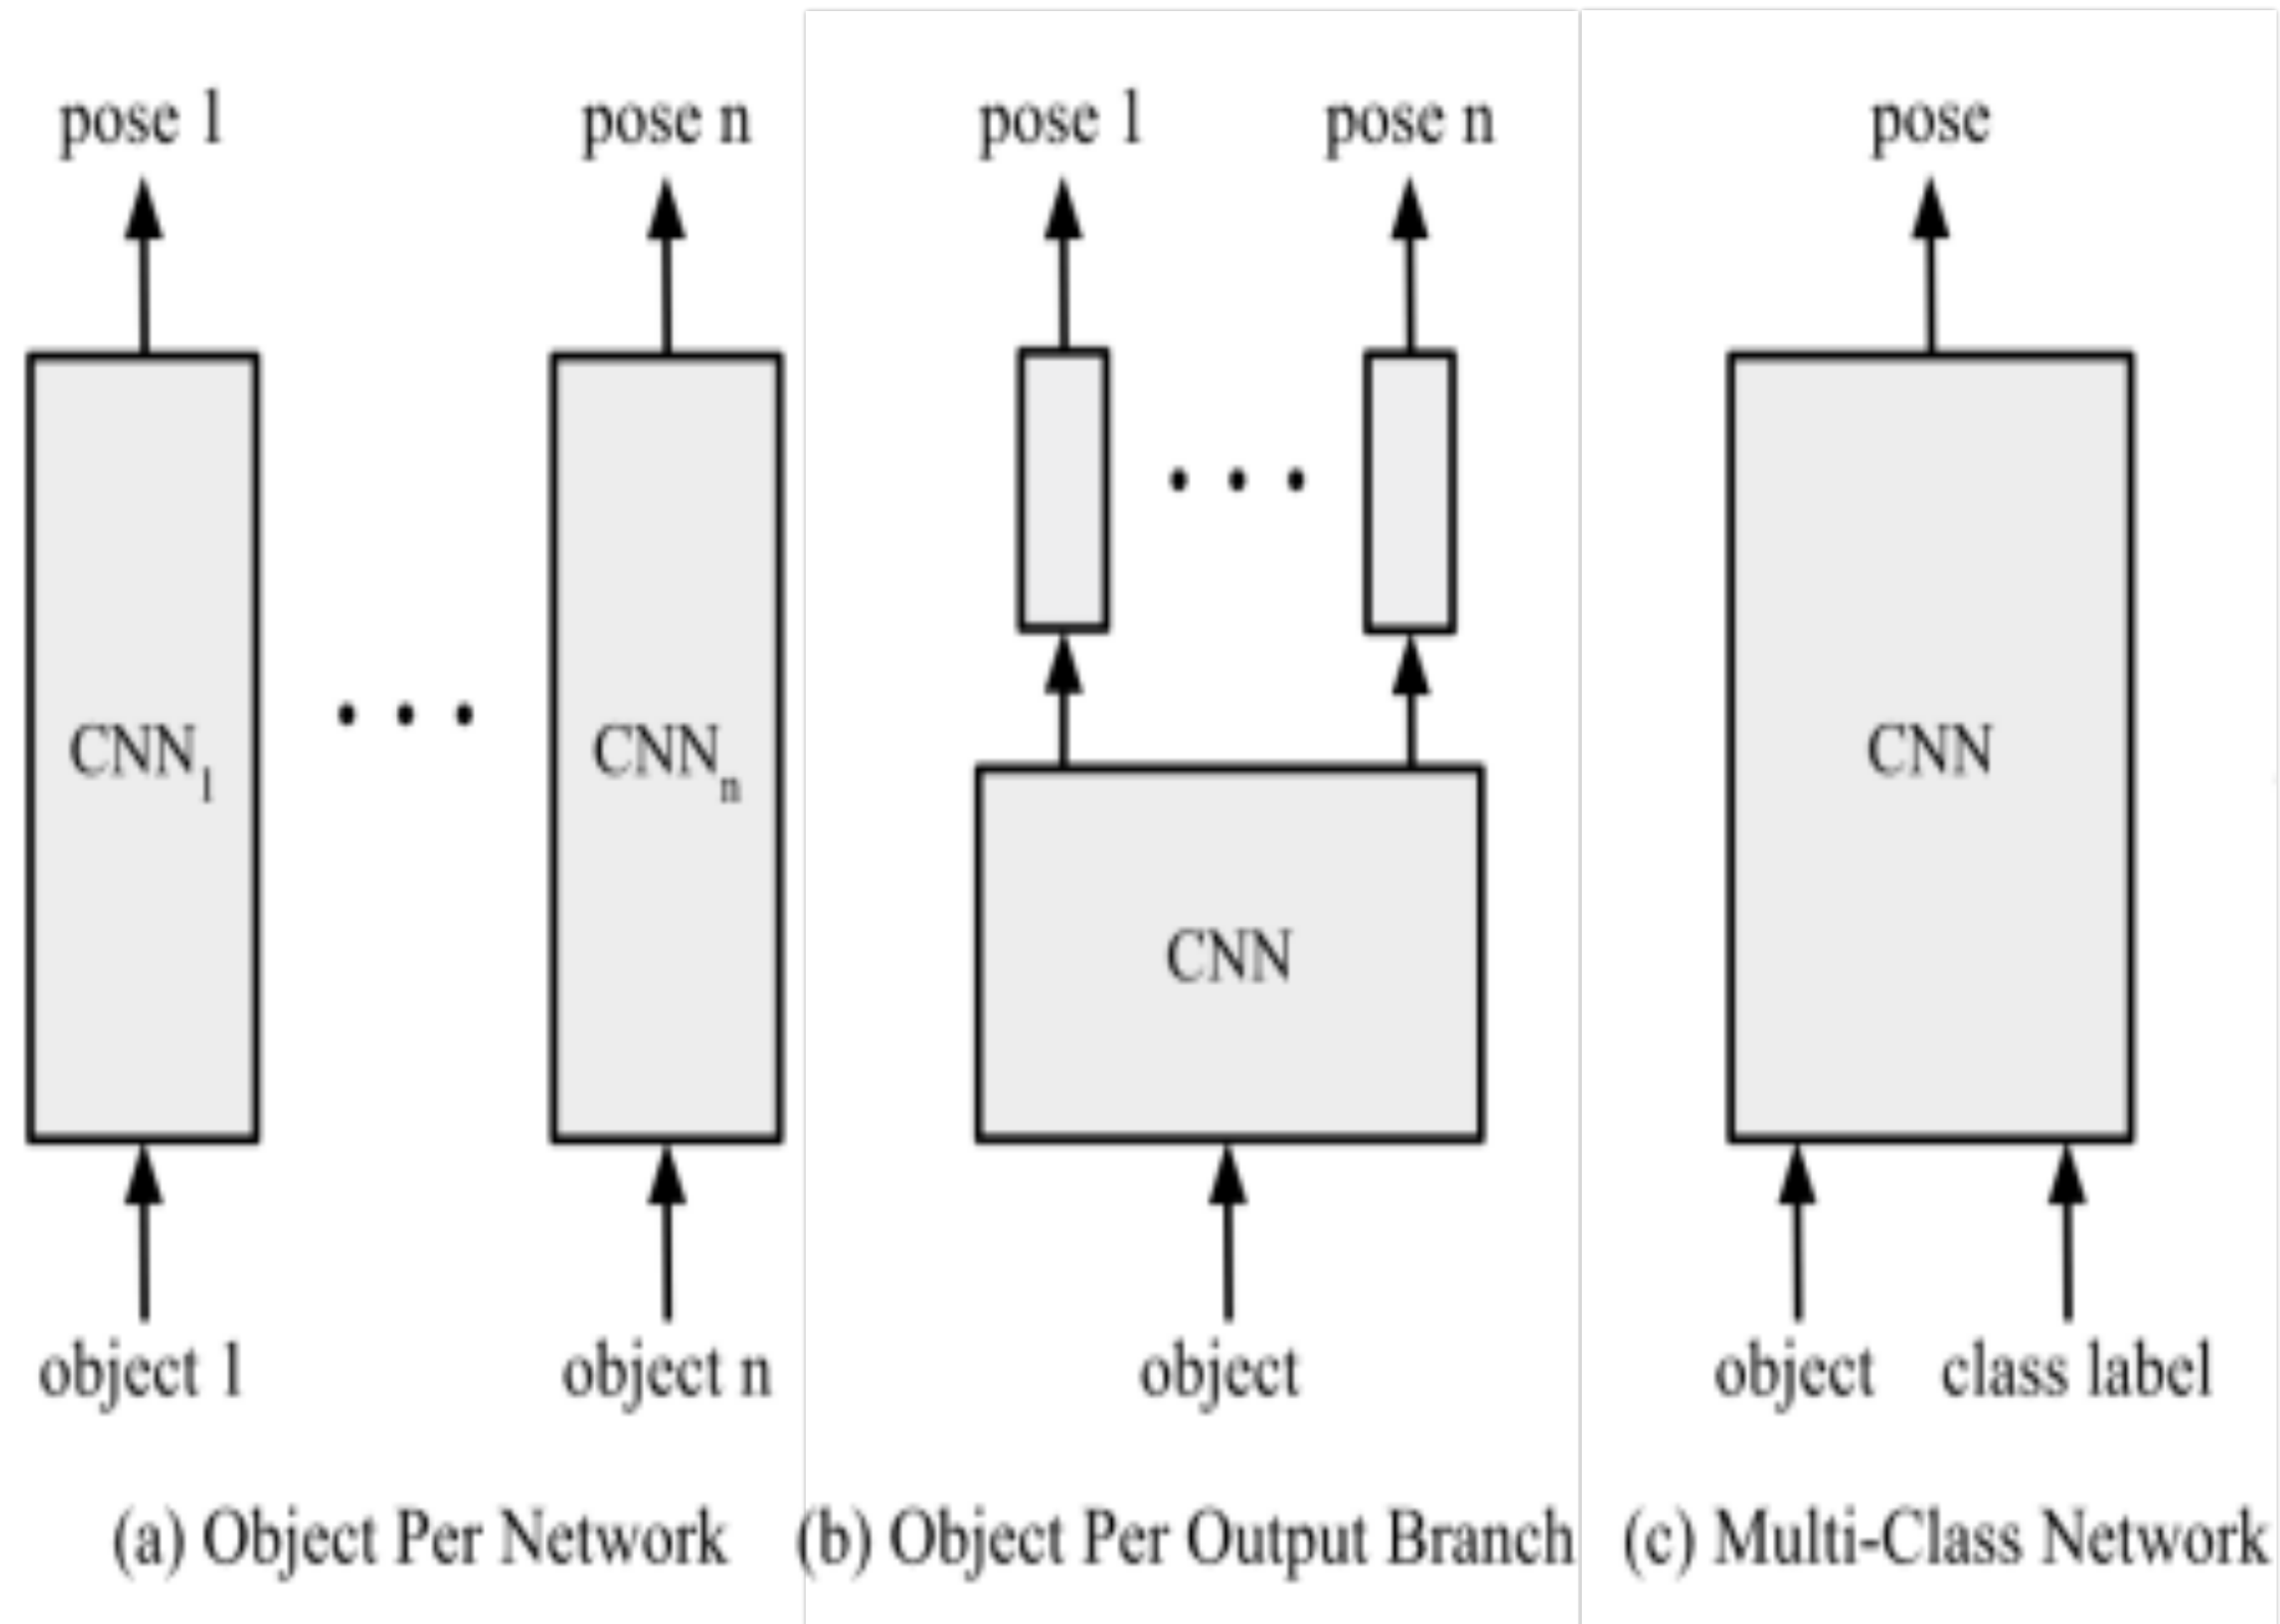 pose 1
pose n
CNN1
CNNn
object 1
object n
(a) Object Per Network
pose 1
pose n
CNN
object
(b) Object Per Output Branch
pose
CNN
object
class label
(c) Multi-Class Network